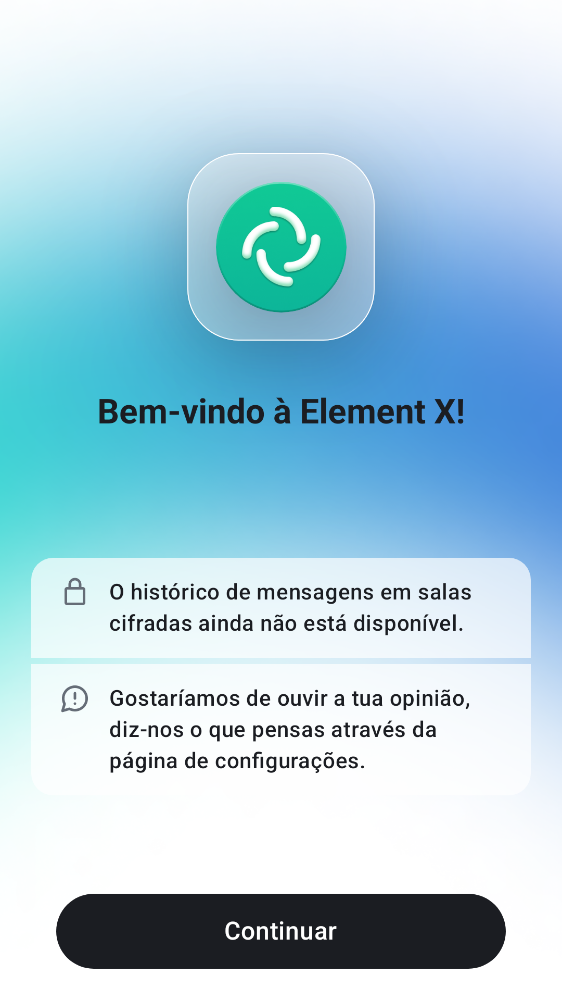 Bem-vindo à Element X!
O histórico de mensagens em salas
cifradas ainda não está disponível.
Gostaríamos de ouvir a tua opinião,
diz-nos o que pensas através da
página de configurações.
Continuar